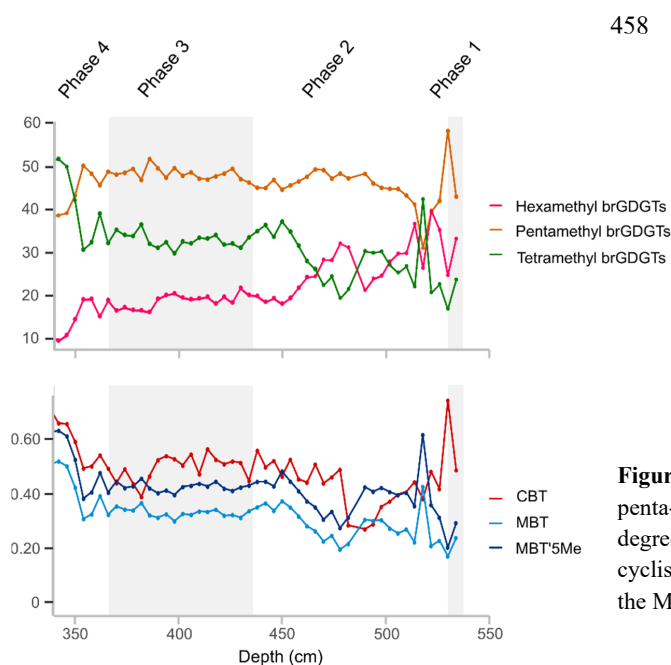 458
Phase 4
Phase 3
Phase 2
Phase 1
60
50
40
30
20
10
Hexamethyl brGDGTs
Pentamethyl brGDGTs
Tetramethyl brGDGTs
0.60
0.40
0.20
0
CBT
MBT
MBT'5Me
350
400
450
500
550
Depth (cm)
Figur
penta-
degre
cyclis
the M